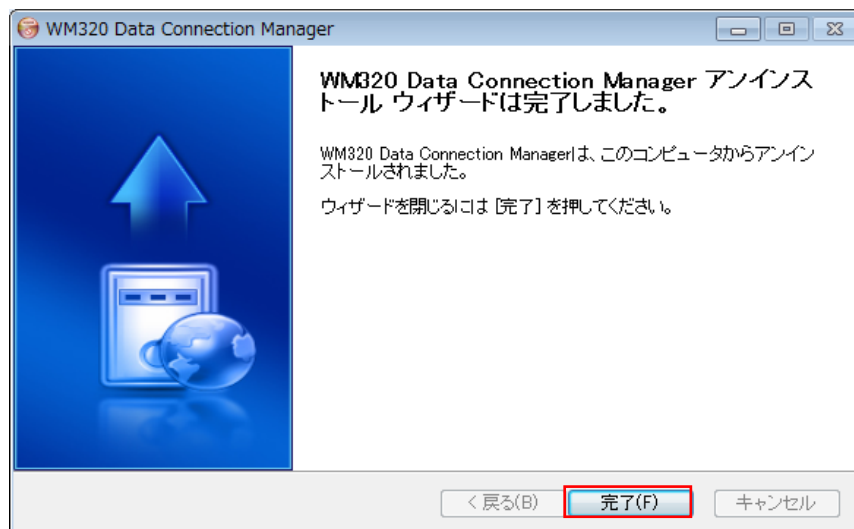 WM320 Data Connection Manager
WM320 Data Connection Manager アンインス
トール ウィザードは完了しました。
WM320 Data Connection Managerは、このコンピュータからアンイン
ストールされました。
ウィザードを閉じるには [完了] を押してください。
< 戻る(B) 完了(F) キャンセル